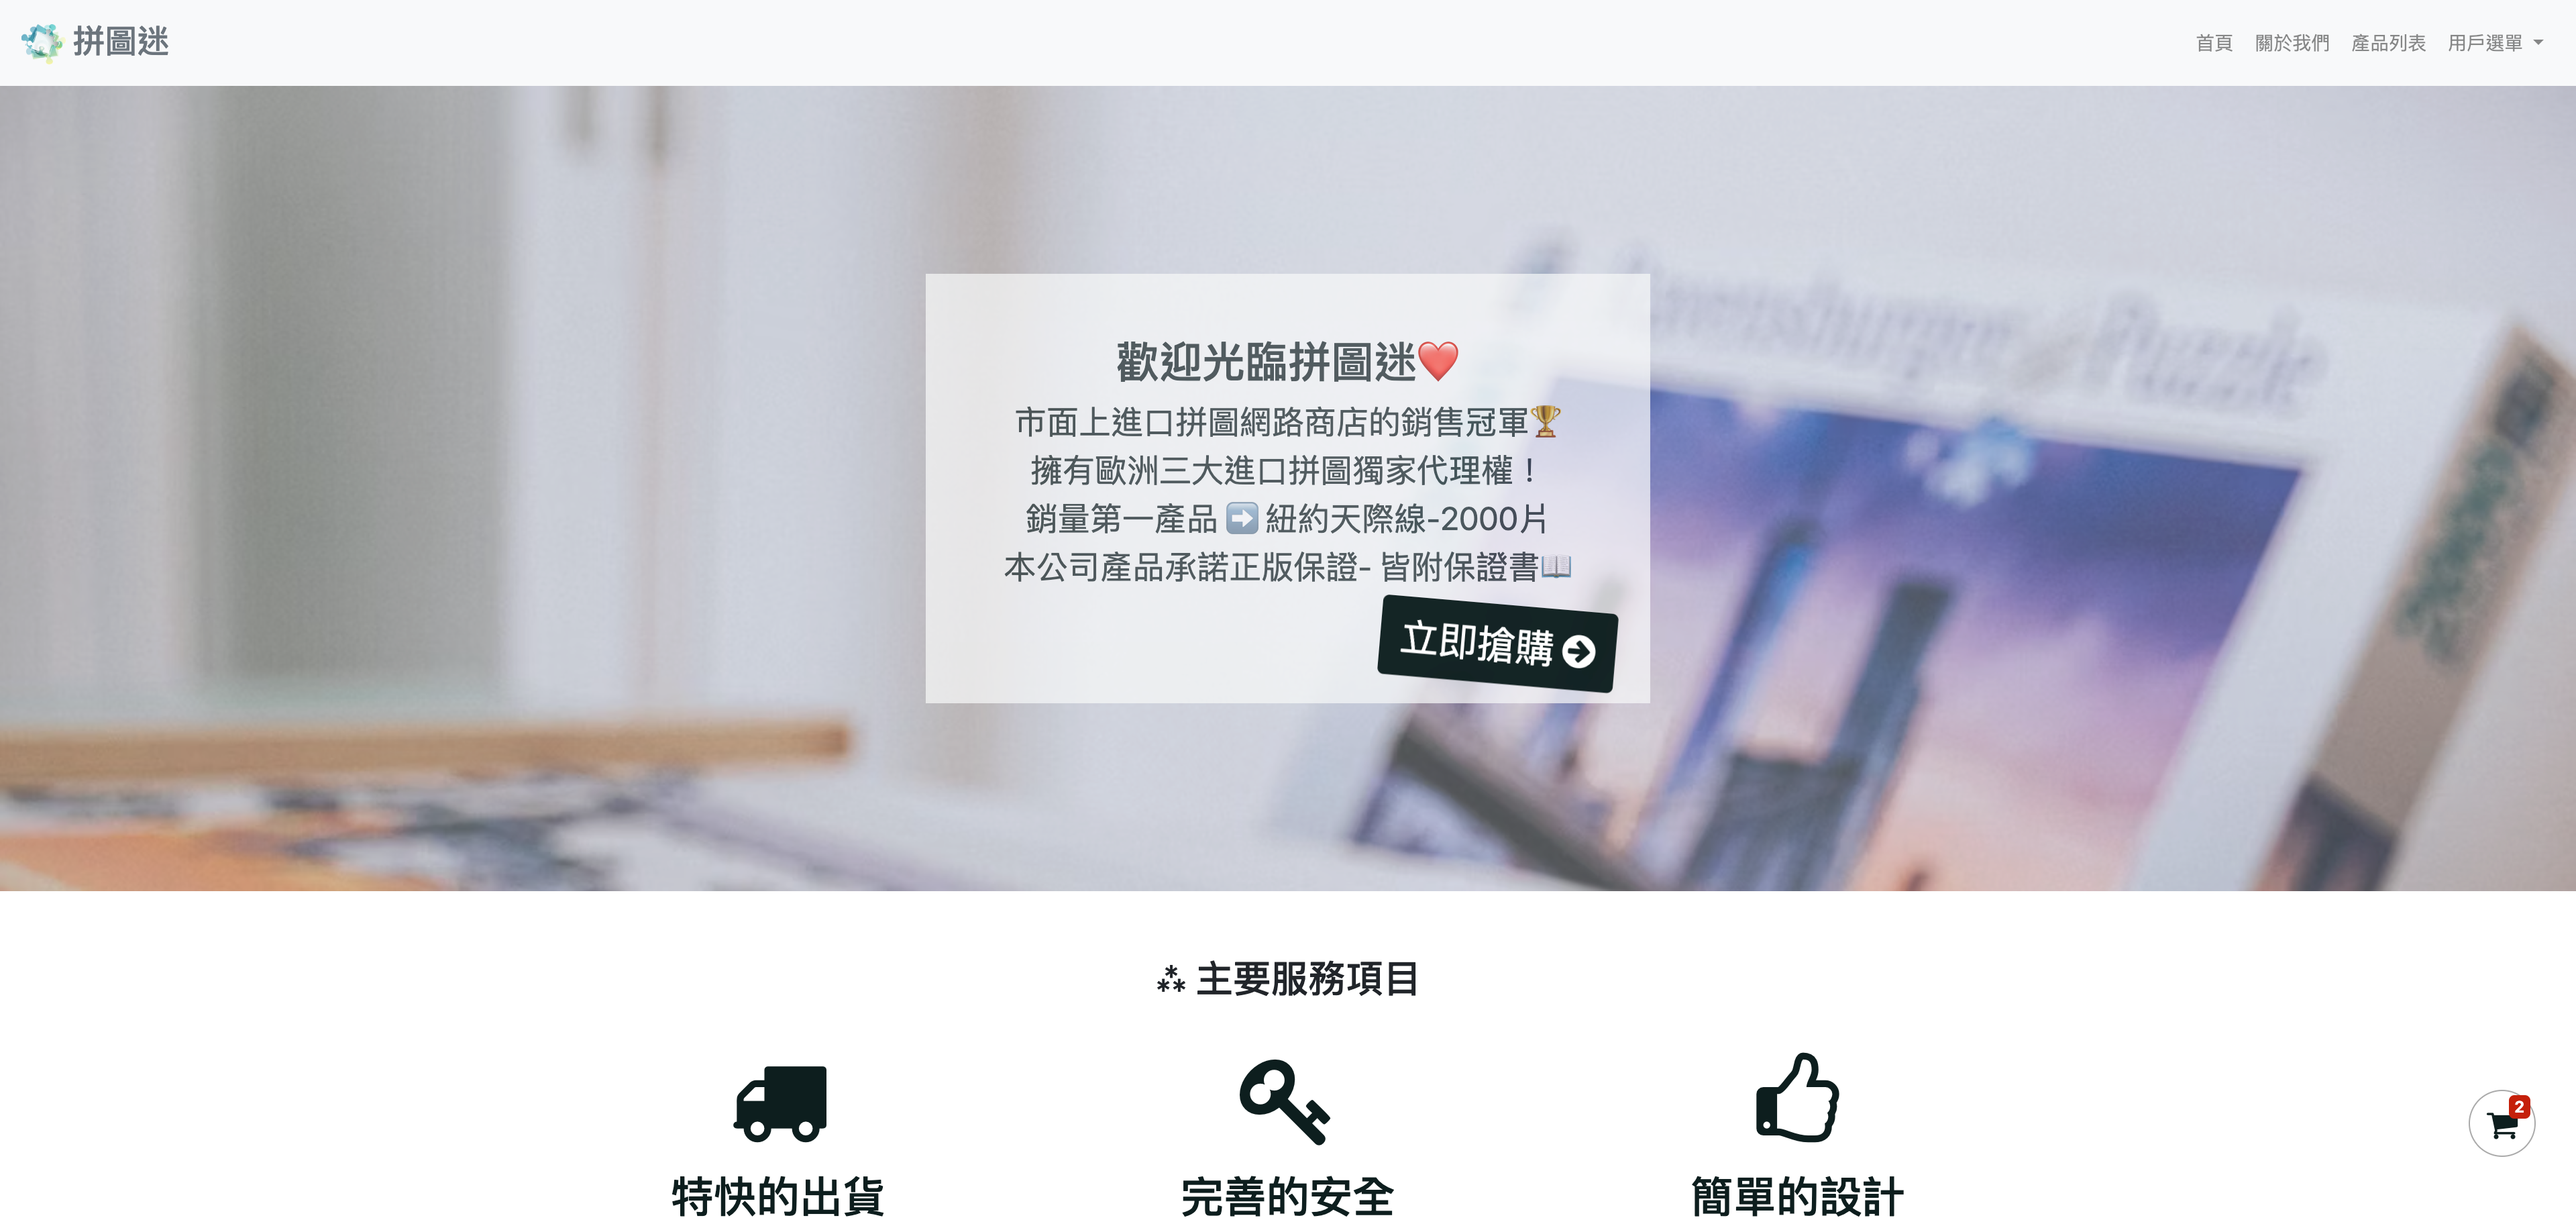 拼圖迷
首頁 關於我們 產品列表 用戶選單
歡迎光臨拼圖迷❤️
市面上進口拼圖網路商店的銷售冠軍🏆
擁有歐洲三大進口拼圖獨家代理權！
銷量第一產品 ➡️ 紐約天際線-2000片
本公司產品承諾正版保證- 皆附保證書📖
立即搶購
⁂ 主要服務項目
2
特快的出貨 完善的安全 簡單的設計